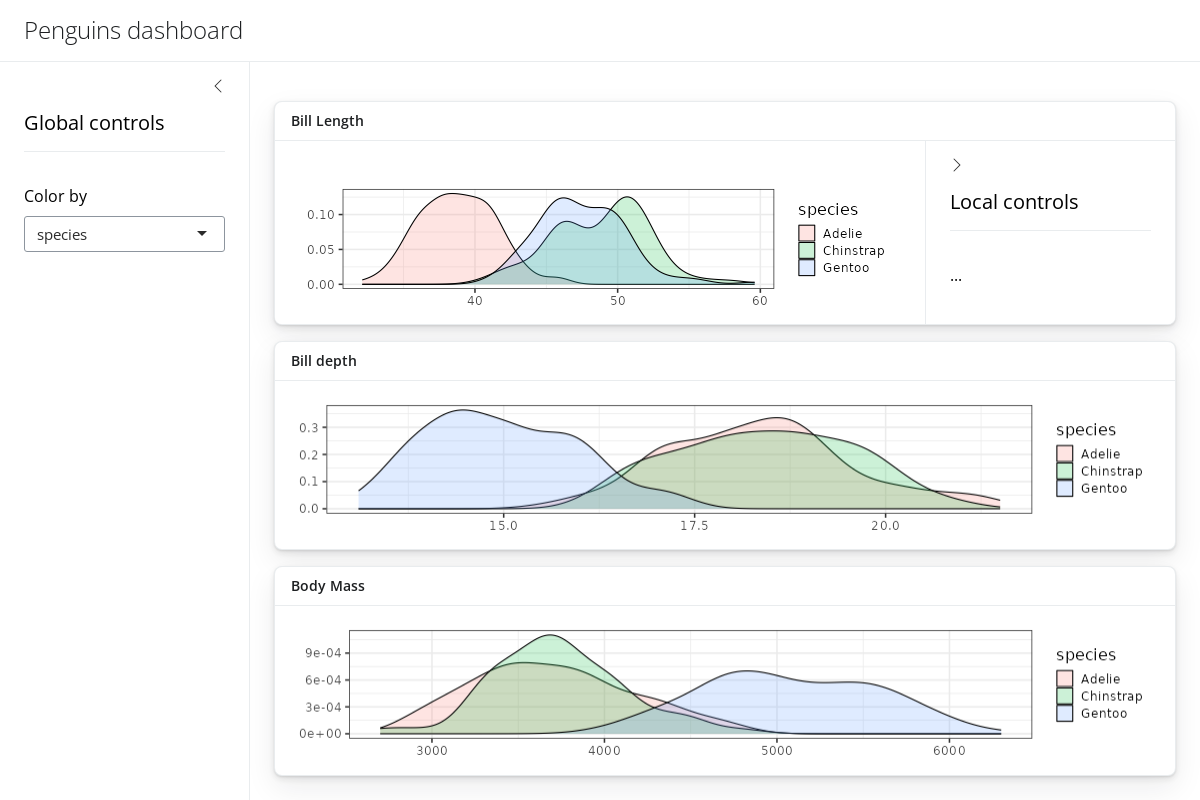 Penguins dashboard
Global controls
Color by
species
Bill Length
0.10
0.05
0.00
40 50 60
species
Adelie
Chinstrap
Gentoo
Local controls
...
Bill depth
0.3
0.2
0.1
0.0
15.0 17.5 20.0
species
Adelie
Chinstrap
Gentoo
Body Mass
9e-04
6e-04
3e-04
0e+00
3000 4000 5000 6000
species
Adelie
Chinstrap
Gentoo